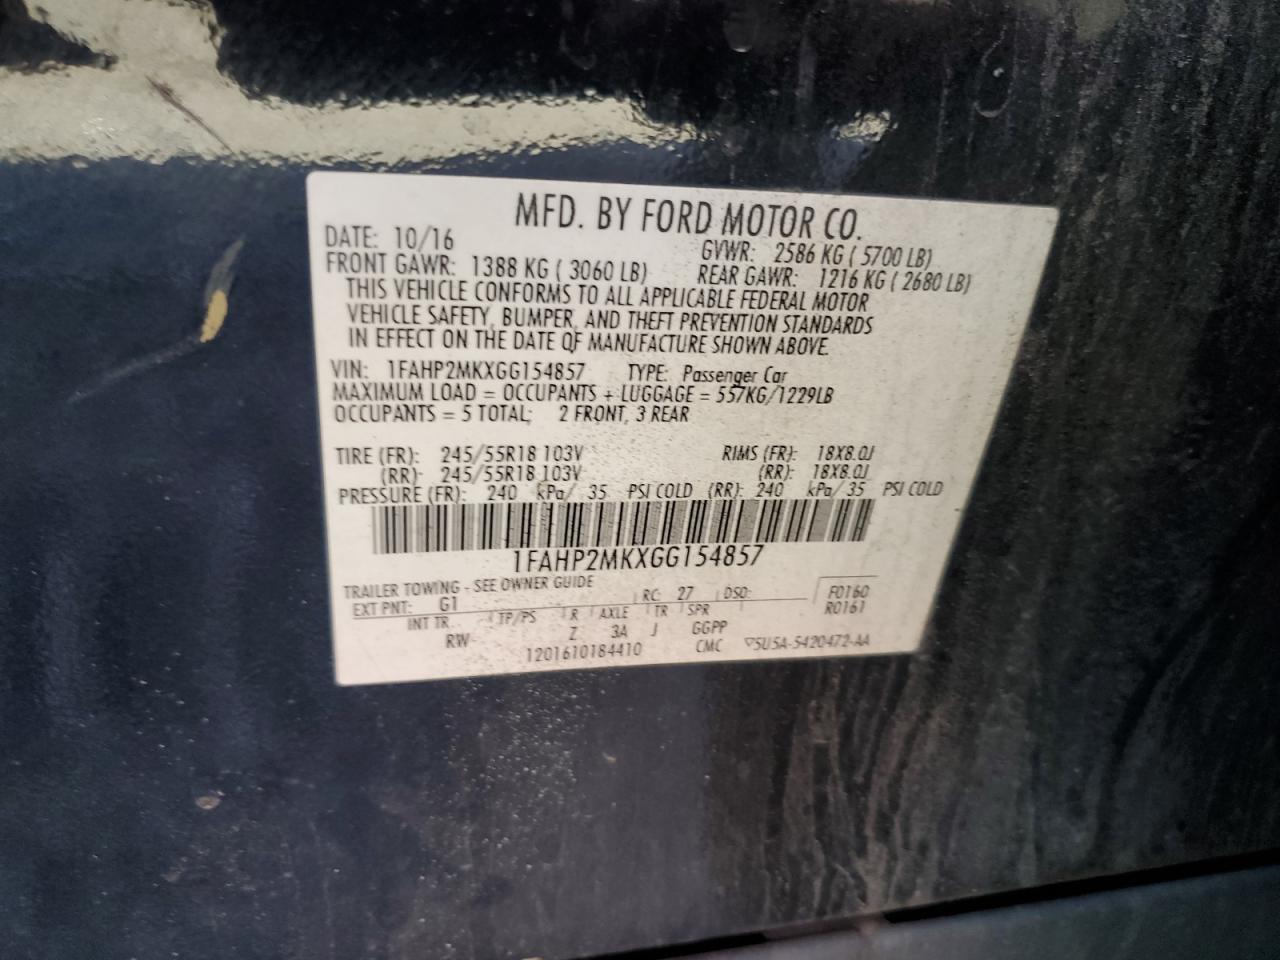 MFD. BY FORD MOTOR CO.
DATE: 10/16 GVWR: 2586 KG ( 5700 LB)
FRONT GAWR: 1388 KG ( 3060 LB) REAR GAWR: 1216 KG ( 2680 LB)
THIS VEHICLE CONFORMS TO ALL APPLICABLE FEDERAL MOTOR
VEHICLE SAFETY, BUMPER, AND THEFT PREVENTION STANDARDS
IN EFFECT ON THE DATE OF MANUFACTURE SHOWN ABOVE.
VIN: 1FAHP2MKXGG154857 TYPE: Passenger Car
MAXIMUM LOAD = OCCUPANTS + LUGGAGE = 557KG/1229LB
OCCUPANTS = 5 TOTAL; 2 FRONT, 3 REAR
TIRE (FR): 245/55R18 103V RIMS (FR): 18X8.0J
(RR): 245/55R18 103V (RR): 18X8.0J
PRESSURE (FR): 240 kPa/ 35 PSI COLD (RR): 240 kPa/ 35 PSI COLD
1FAHP2MKXGG154857
TRAILER TOWING - SEE OWNER GUIDE
EXT PNT: G1 RC: 27 DSO: F0160
R0161
INT TR TP/PS R AXLE TR SPR
RW Z 3A J GGPP
1201610184410 CMC ▽5U5A-5420472-AA